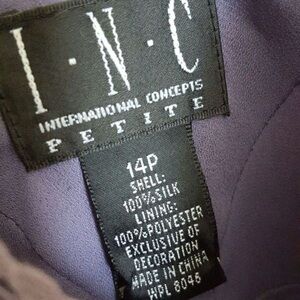 I·N·C
INTERNATIONAL CONCEPTS
PETITE
14P
SHELL:
100% SILK
LINING:
100% POLYESTER
EXCLUSIVE OF
DECORATION
MADE IN CHINA
WPL 8046